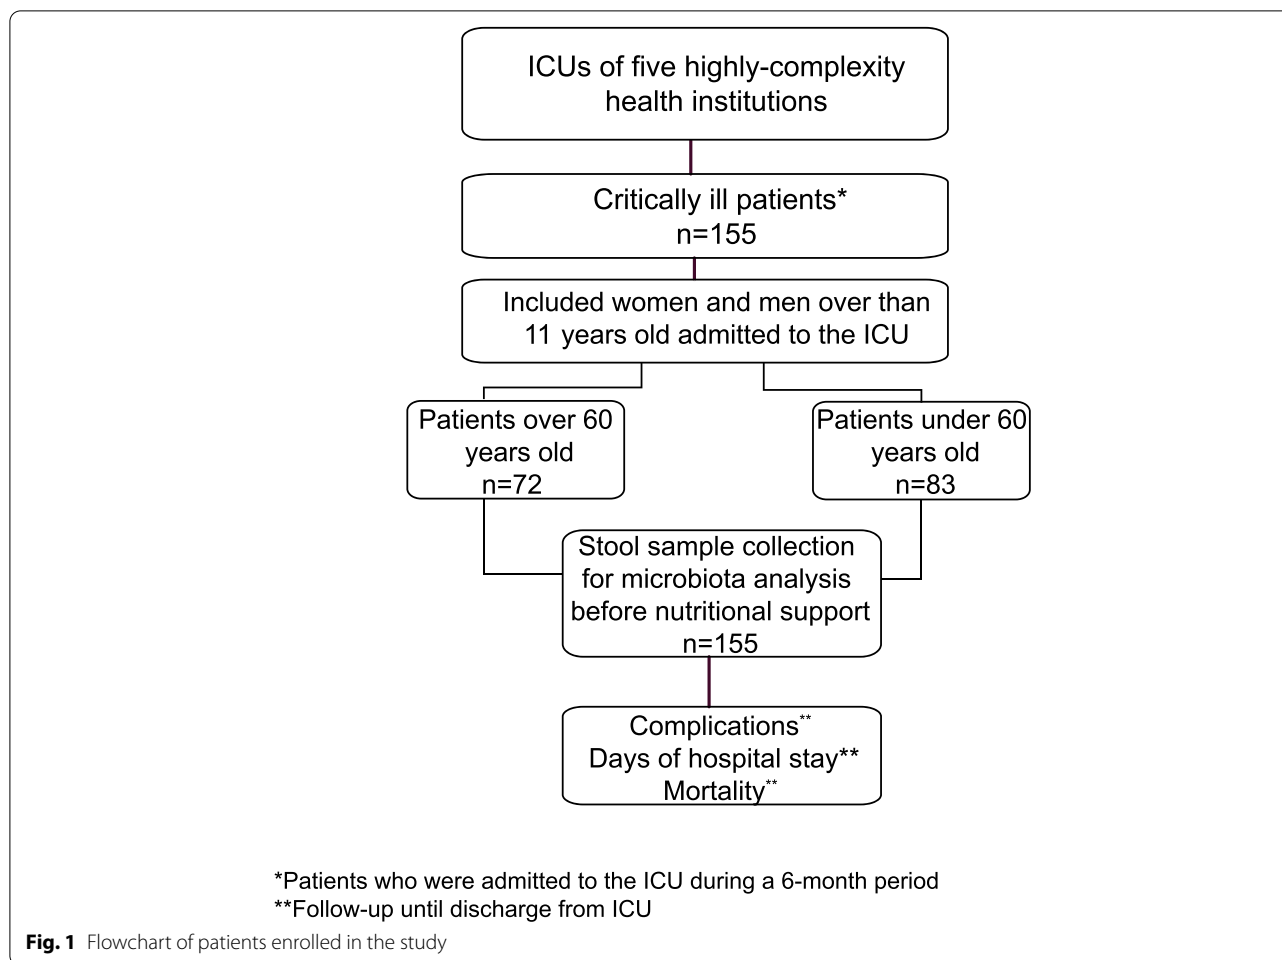 ICUs of five highly-complexity
health institutions
Critically ill patients*
n=155
Included women and men over than
11 years old admitted to the ICU
Patients over 60
years old
n=72
Patients under 60
years old
n=83
Stool sample collection
for microbiota analysis
before nutritional support
n=155
Complications**
Days of hospital stay**
Mortality**
*Patients who were admitted to the ICU during a 6-month period
**Follow-up until discharge from ICU
Fig. 1 Flowchart of patients enrolled in the study